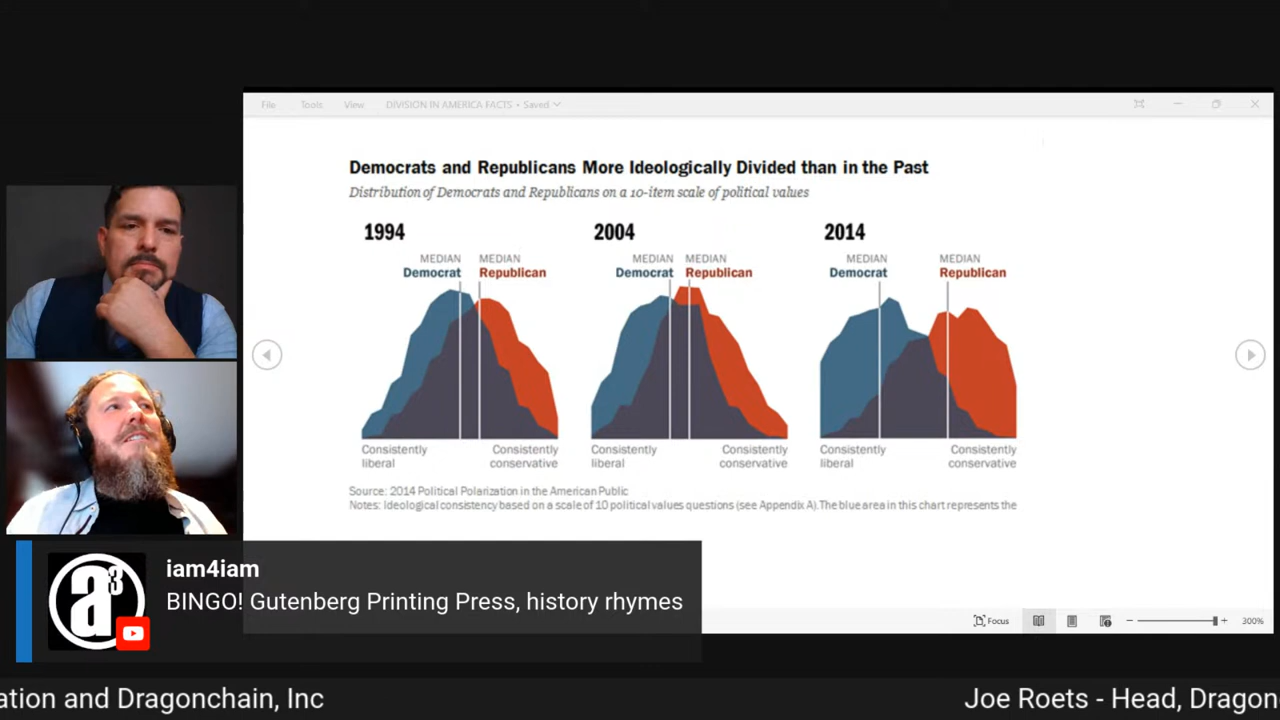 File Tools View DIVISION IN AMERICA FACTS • Saved
Democrats and Republicans More Ideologically Divided than in the Past
Distribution of Democrats and Republicans on a 10-item scale of political values
1994
MEDIAN MEDIAN
Democrat Republican
Consistently Consistently
liberal conservative
2004
MEDIAN MEDIAN
Democrat Republican
Consistently Consistently
liberal conservative
2014
MEDIAN MEDIAN
Democrat Republican
Consistently Consistently
liberal conservative
Source: 2014 Political Polarization in the American Public
Notes: Ideological consistency based on a scale of 10 political values questions (see Appendix A). The blue area in this chart represents the
a3
iam4iam
BINGO! Gutenberg Printing Press, history rhymes
Focus 300%
ation and Dragonchain, Inc Joe Roets - Head, Dragon